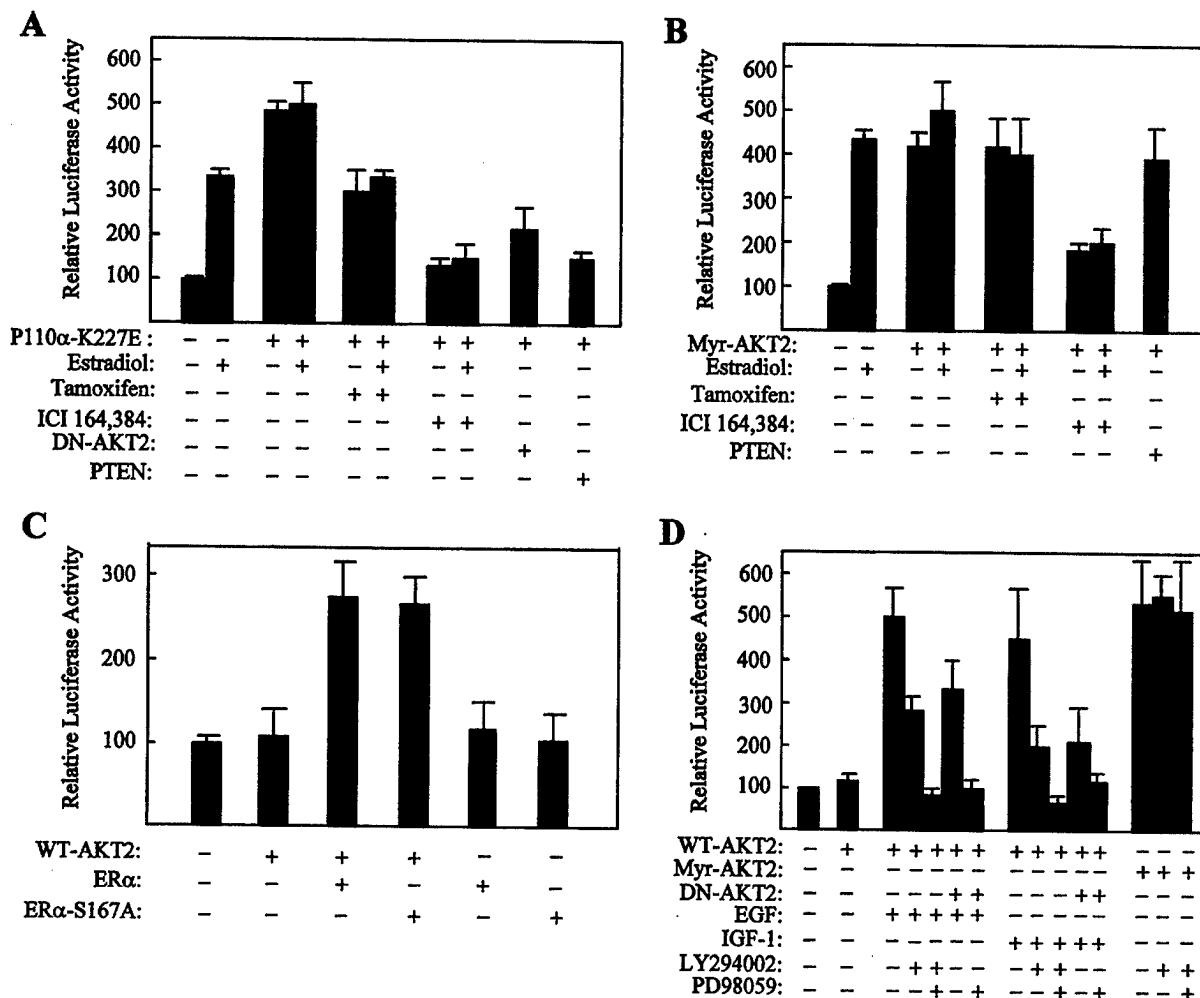 A
Relative Luciferase Activity
600
500
400
300
200
100
P110α-K227E : − − + + + + + + + +
Estradiol: − + − + − + − + − −
Tamoxifen: − − − − + + − − − −
ICI 164,384: − − − − − − + + − −
DN-AKT2: − − − − − − − − + −
PTEN: − − − − − − − − − +
B
Relative Luciferase Activity
600
500
400
300
200
100
Myr-AKT2: − − + + + + + + +
Estradiol: − + − + − + − + −
Tamoxifen: − − − − + + − − −
ICI 164,384: − − − − − − + + −
PTEN: − − − − − − − − +
C
Relative Luciferase Activity
300
200
100
WT-AKT2: − + + + − −
ERα: − − + − + −
ERα-S167A: − − − + − +
D
Relative Luciferase Activity
600
500
400
300
200
100
WT-AKT2: − + + + + + + + + + + + − − −
Myr-AKT2: − − − − − − − − − − − − + + +
DN-AKT2: − − − − − + + − − − + + − − −
EGF: − − + + + + + − − − − − − − −
IGF-1: − − − − − − − + + + + + − − −
LY294002: − − − + + − − − + + − − − + −
PD98059: − − − − + − + − − + − + − − +